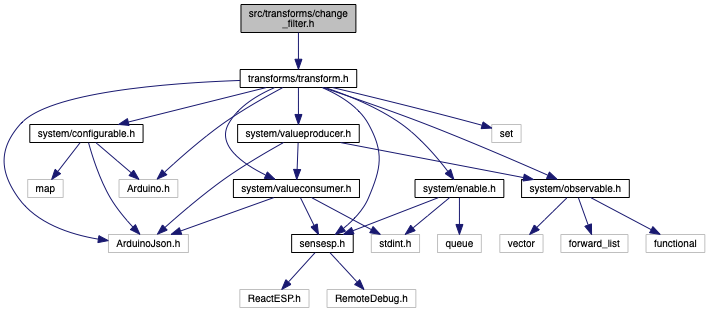 src/transforms/change
_filter.h
transforms/transform.h
system/configurable.h
system/valueproducer.h
set
map
Arduino.h
system/valueconsumer.h
system/enable.h
system/observable.h
ArduinoJson.h
sensesp.h
stdint.h
queue
vector
forward_list
functional
ReactESP.h
RemoteDebug.h